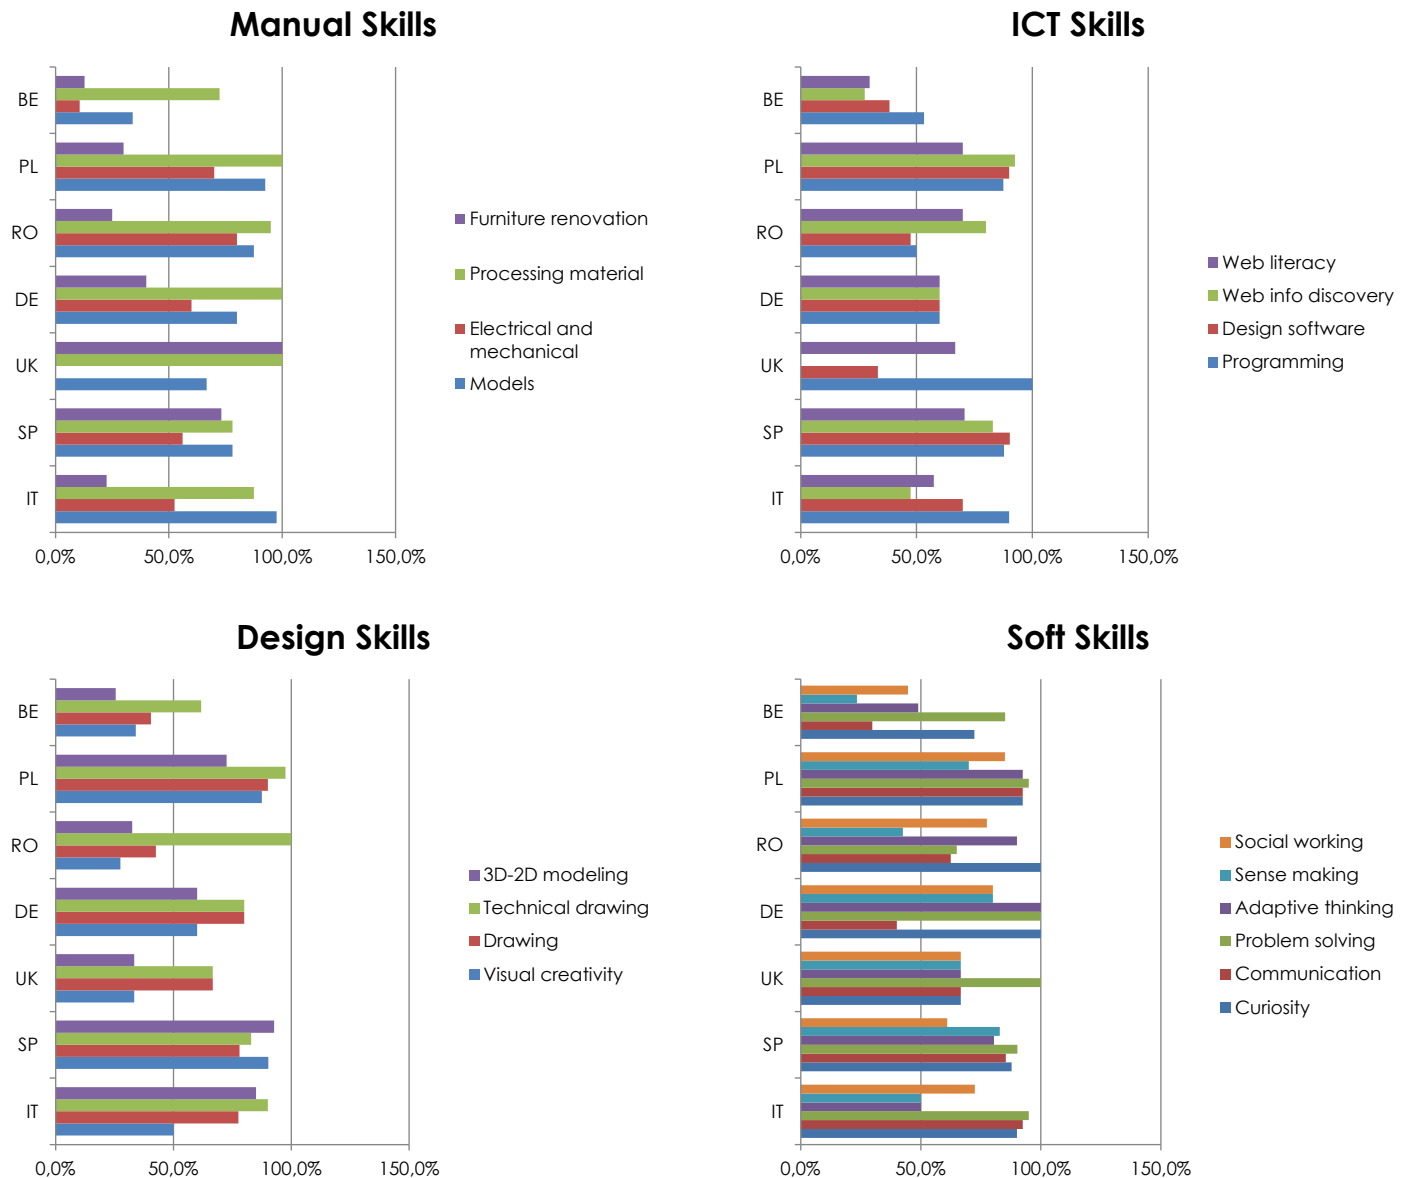 Manual Skills
BE
PL
RO
DE
UK
SP
IT
0,0%
50,0%
100,0%
150,0%
Furniture renovation
Processing material
Electrical and
mechanical
Models
ICT Skills
BE
PL
RO
DE
UK
SP
IT
0,0%
50,0%
100,0%
150,0%
Web literacy
Web info discovery
Design software
Programming
Design Skills
BE
PL
RO
DE
UK
SP
IT
0,0%
50,0%
100,0%
150,0%
3D-2D modeling
Technical drawing
Drawing
Visual creativity
Soft Skills
BE
PL
RO
DE
UK
SP
IT
0,0%
50,0%
100,0%
150,0%
Social working
Sense making
Adaptive thinking
Problem solving
Communication
Curiosity